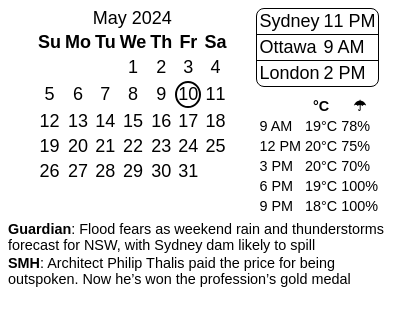 May 2024
Su Mo Tu We Th Fr Sa
1 2 3 4
5 6 7 8 9 10 11
12 13 14 15 16 17 18
19 20 21 22 23 24 25
26 27 28 29 30 31
Sydney 11 PM
Ottawa 9 AM
London 2 PM
°C ☂
9 AM 19°C 78%
12 PM 20°C 75%
3 PM 20°C 70%
6 PM 19°C 100%
9 PM 18°C 100%
Guardian: Flood fears as weekend rain and thunderstorms
forecast for NSW, with Sydney dam likely to spill
SMH: Architect Philip Thalis paid the price for being
outspoken. Now he’s won the profession’s gold medal